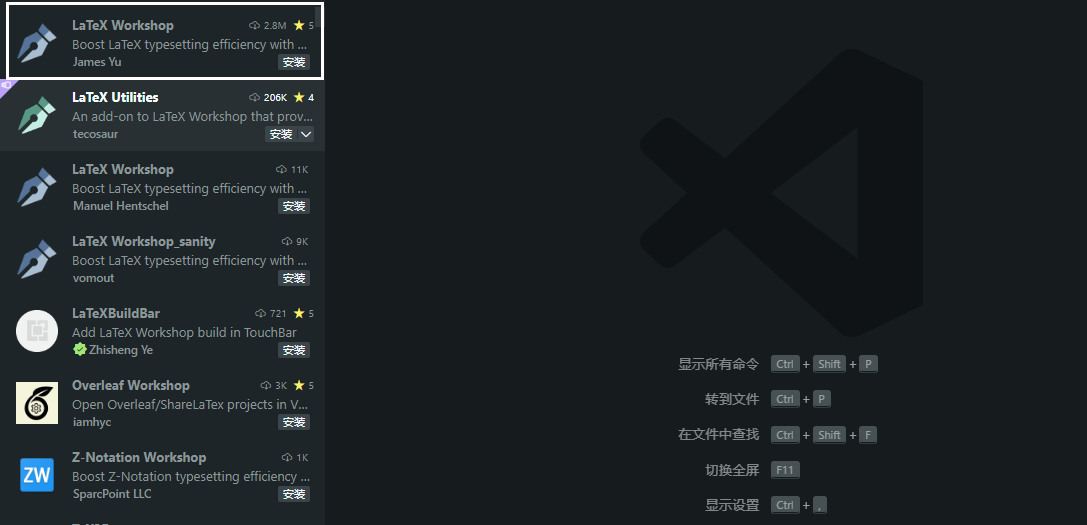 LaTeX Workshop 2.8M 5
Boost LaTeX typesetting efficiency with ...
James Yu 安装
LaTeX Utilities 206K 4
An add-on to LaTeX Workshop that prov...
tecosaur 安装
LaTeX Workshop 11K
Boost LaTeX typesetting efficiency with ...
Manuel Hentschel 安装
LaTeX Workshop_sanity 9K
Boost LaTeX typesetting efficiency with ...
vomout 安装
LaTeXBuildBar 721 5
Add LaTeX Workshop build in TouchBar
Zhisheng Ye 安装
Overleaf Workshop 3K 5
Open Overleaf/ShareLaTex projects in V...
iamhyc 安装
ZW
Z-Notation Workshop 1K
Boost Z-Notation typesetting efficiency ...
SparcPoint LLC 安装
显示所有命令 Ctrl + Shift + P
转到文件 Ctrl + P
在文件中查找 Ctrl + Shift + F
切换全屏 F11
显示设置 Ctrl + ,